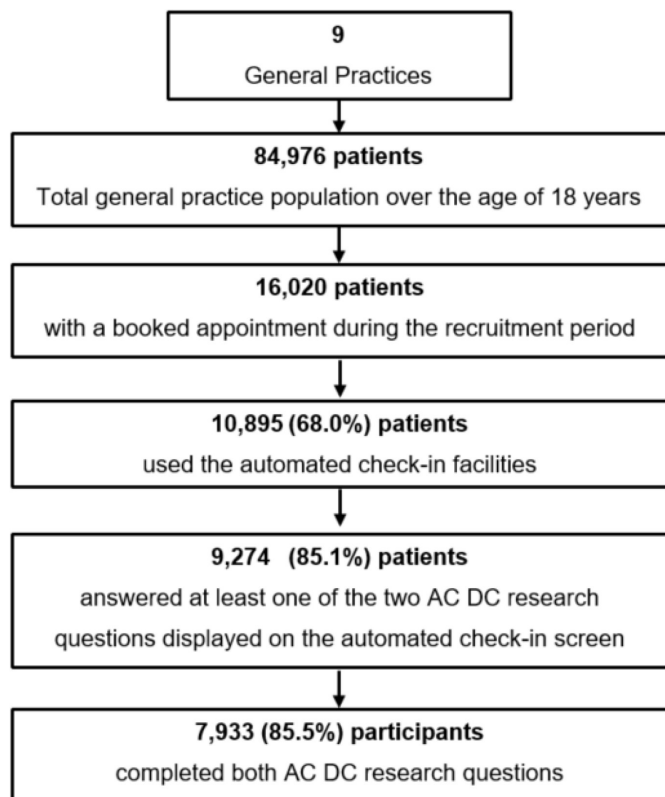 9
General Practices
84,976 patients
Total general practice population over the age of 18 years
16,020 patients
with a booked appointment during the recruitment period
10,895 (68.0%) patients
used the automated check-in facilities
9,274 (85.1%) patients
answered at least one of the two AC DC research
questions displayed on the automated check-in screen
7,933 (85.5%) participants
completed both AC DC research questions